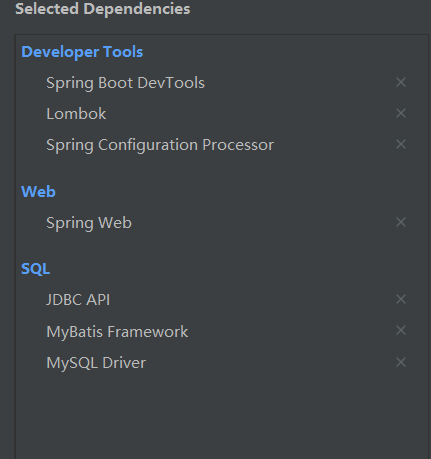 Selected Dependencies
Developer Tools
Spring Boot DevTools
Lombok
Spring Configuration Processor
Web
Spring Web
SQL
JDBC API
MyBatis Framework
MySQL Driver